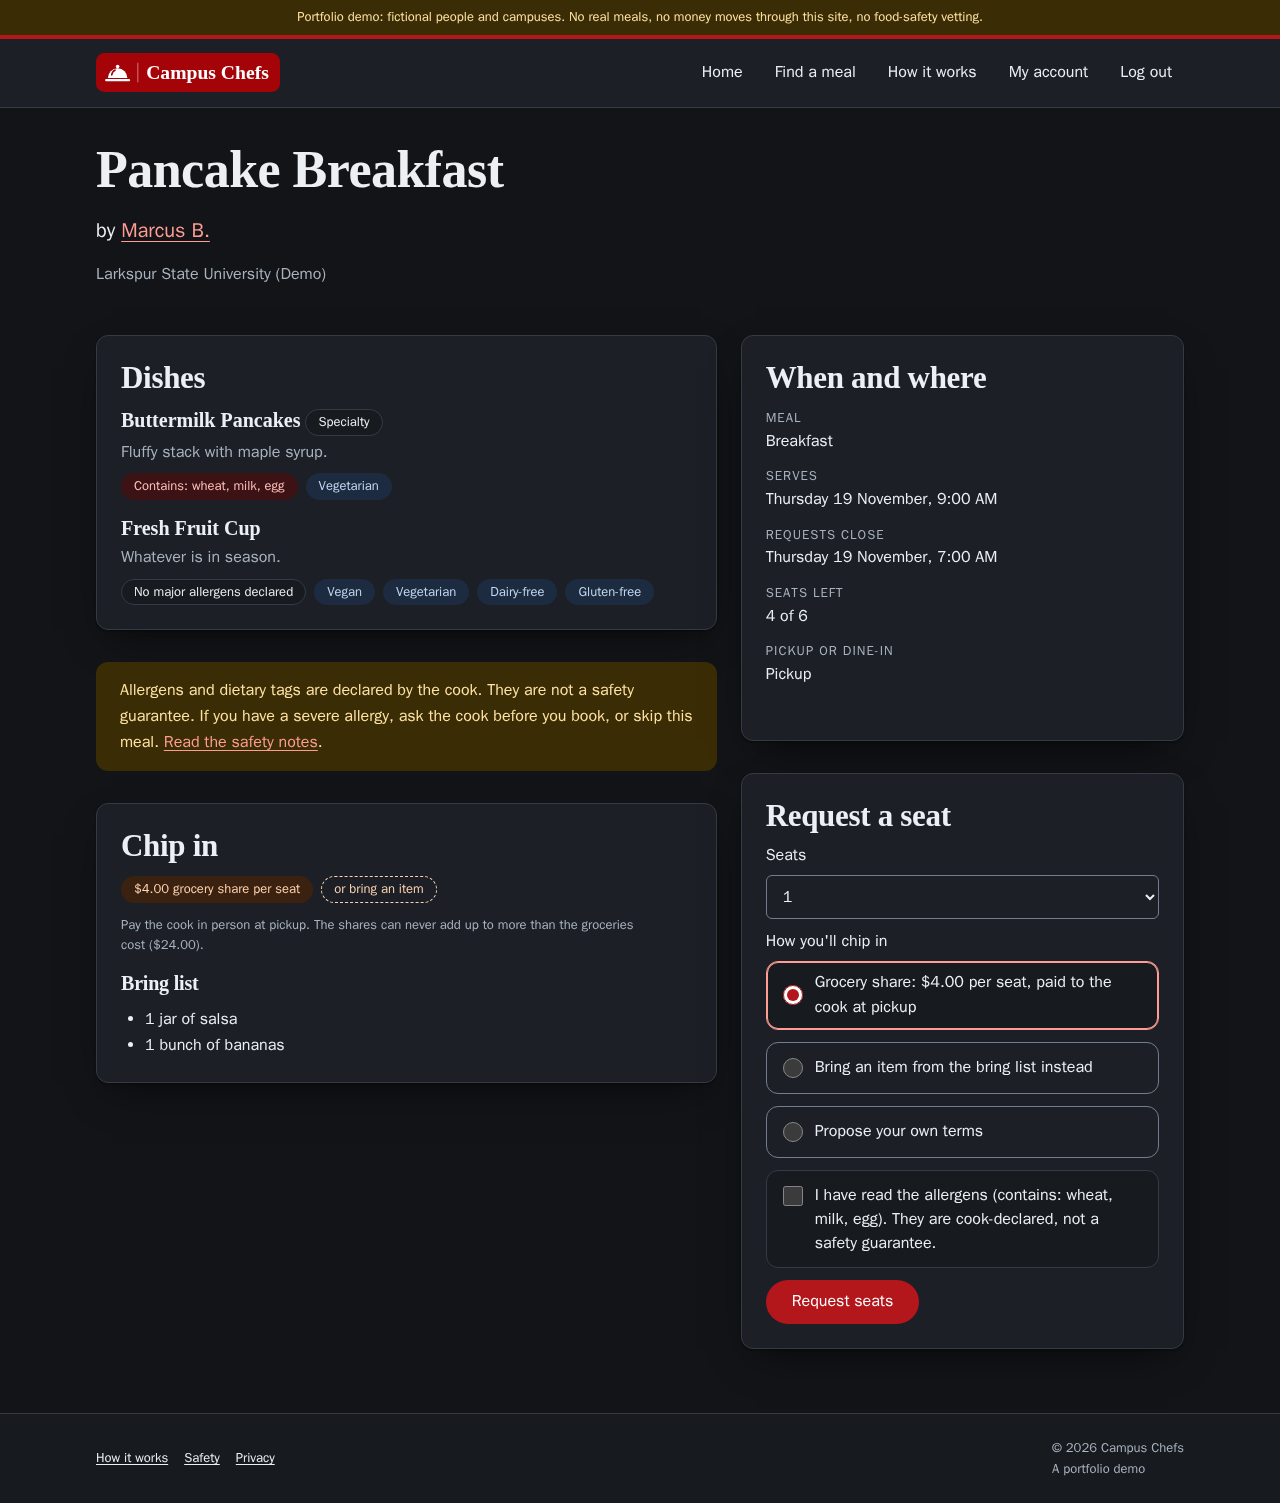 Portfolio demo: fictional people and campuses. No real meals, no money moves through this site, no food-safety vetting.
Campus Chefs
Home
Find a meal
How it works
My account
Log out
Pancake Breakfast
by Marcus B.
Larkspur State University (Demo)
Dishes
Buttermilk Pancakes Specialty
Fluffy stack with maple syrup.
Contains: wheat, milk, egg
Vegetarian
Fresh Fruit Cup
Whatever is in season.
No major allergens declared
Vegan
Vegetarian
Dairy-free
Gluten-free
Allergens and dietary tags are declared by the cook. They are not a safety
guarantee. If you have a severe allergy, ask the cook before you book, or skip this
meal. Read the safety notes.
Chip in
$4.00 grocery share per seat
or bring an item
Pay the cook in person at pickup. The shares can never add up to more than the groceries
cost ($24.00).
Bring list
1 jar of salsa
1 bunch of bananas
When and where
MEAL
Breakfast
SERVES
Thursday 19 November, 9:00 AM
REQUESTS CLOSE
Thursday 19 November, 7:00 AM
SEATS LEFT
4 of 6
PICKUP OR DINE-IN
Pickup
Request a seat
Seats
1
How you'll chip in
Grocery share: $4.00 per seat, paid to the
cook at pickup
Bring an item from the bring list instead
Propose your own terms
I have read the allergens (contains: wheat,
milk, egg). They are cook-declared, not a
safety guarantee.
Request seats
How it works
Safety
Privacy
© 2026 Campus Chefs
A portfolio demo